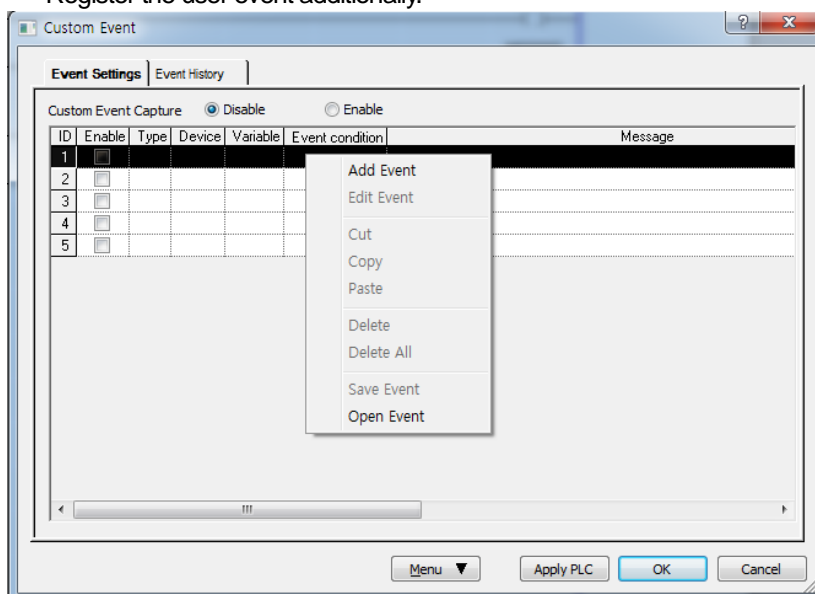 Register the user event additionally.
Custom Event
Event Settings Event History
Custom Event Capture Disable Enable
ID Enable Type Device Variable Event condition Message
1
2
3
4
5
Add Event
Edit Event
Cut
Copy
Paste
Delete
Delete All
Save Event
Open Event
Menu ▼ Apply PLC OK Cancel